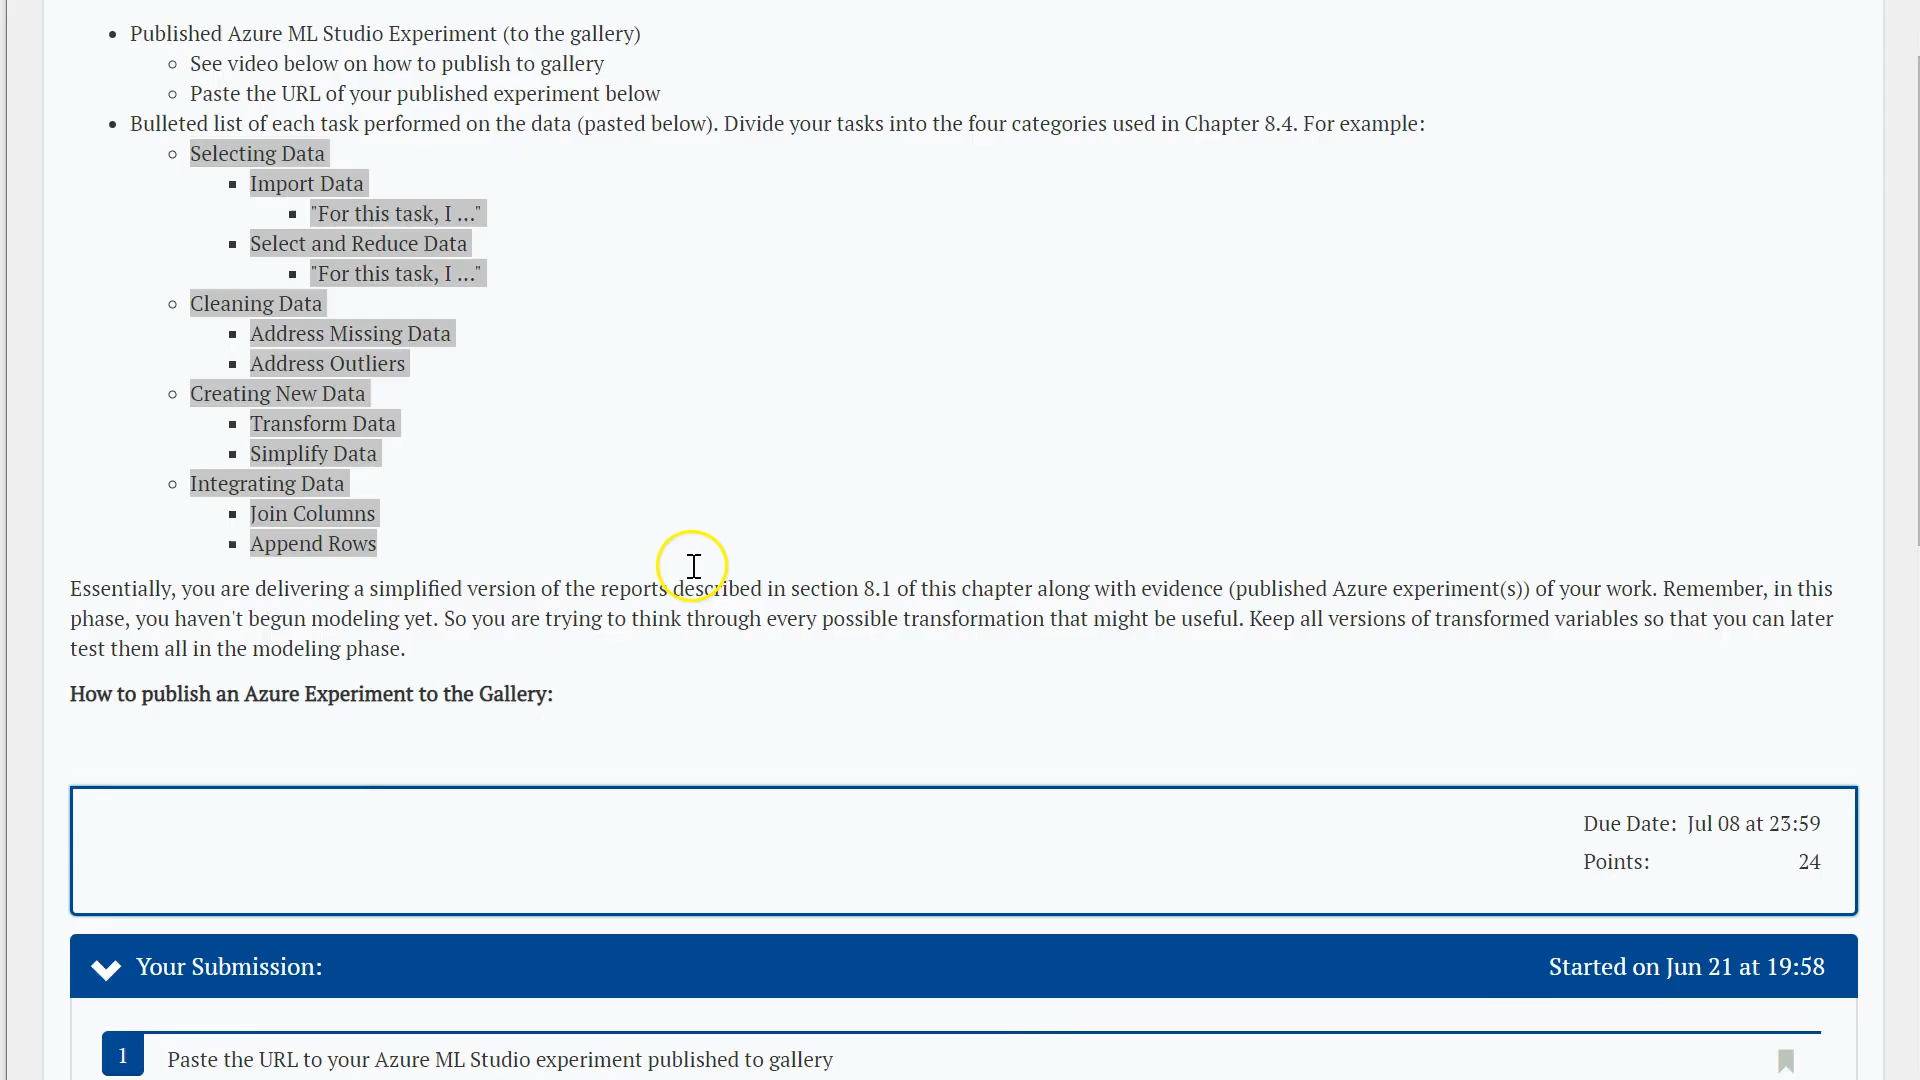 Published Azure ML Studio Experiment (to the gallery)
See video below on how to publish to gallery
Paste the URL of your published experiment below
Bulleted list of each task performed on the data (pasted below). Divide your tasks into the four categories used in Chapter 8.4. For example:
Selecting Data
Import Data
"For this task, I ..."
Select and Reduce Data
"For this task, I ..."
Cleaning Data
Address Missing Data
Address Outliers
Creating New Data
Transform Data
Simplify Data
Integrating Data
Join Columns
Append Rows
Essentially, you are delivering a simplified version of the reports described in section 8.1 of this chapter along with evidence (published Azure experiment(s)) of your work. Remember, in this
phase, you haven't begun modeling yet. So you are trying to think through every possible transformation that might be useful. Keep all versions of transformed variables so that you can later
test them all in the modeling phase.
How to publish an Azure Experiment to the Gallery:
Due Date: Jul 08 at 23:59
Points: 24
Your Submission: Started on Jun 21 at 19:58
1 Paste the URL to your Azure ML Studio experiment published to gallery